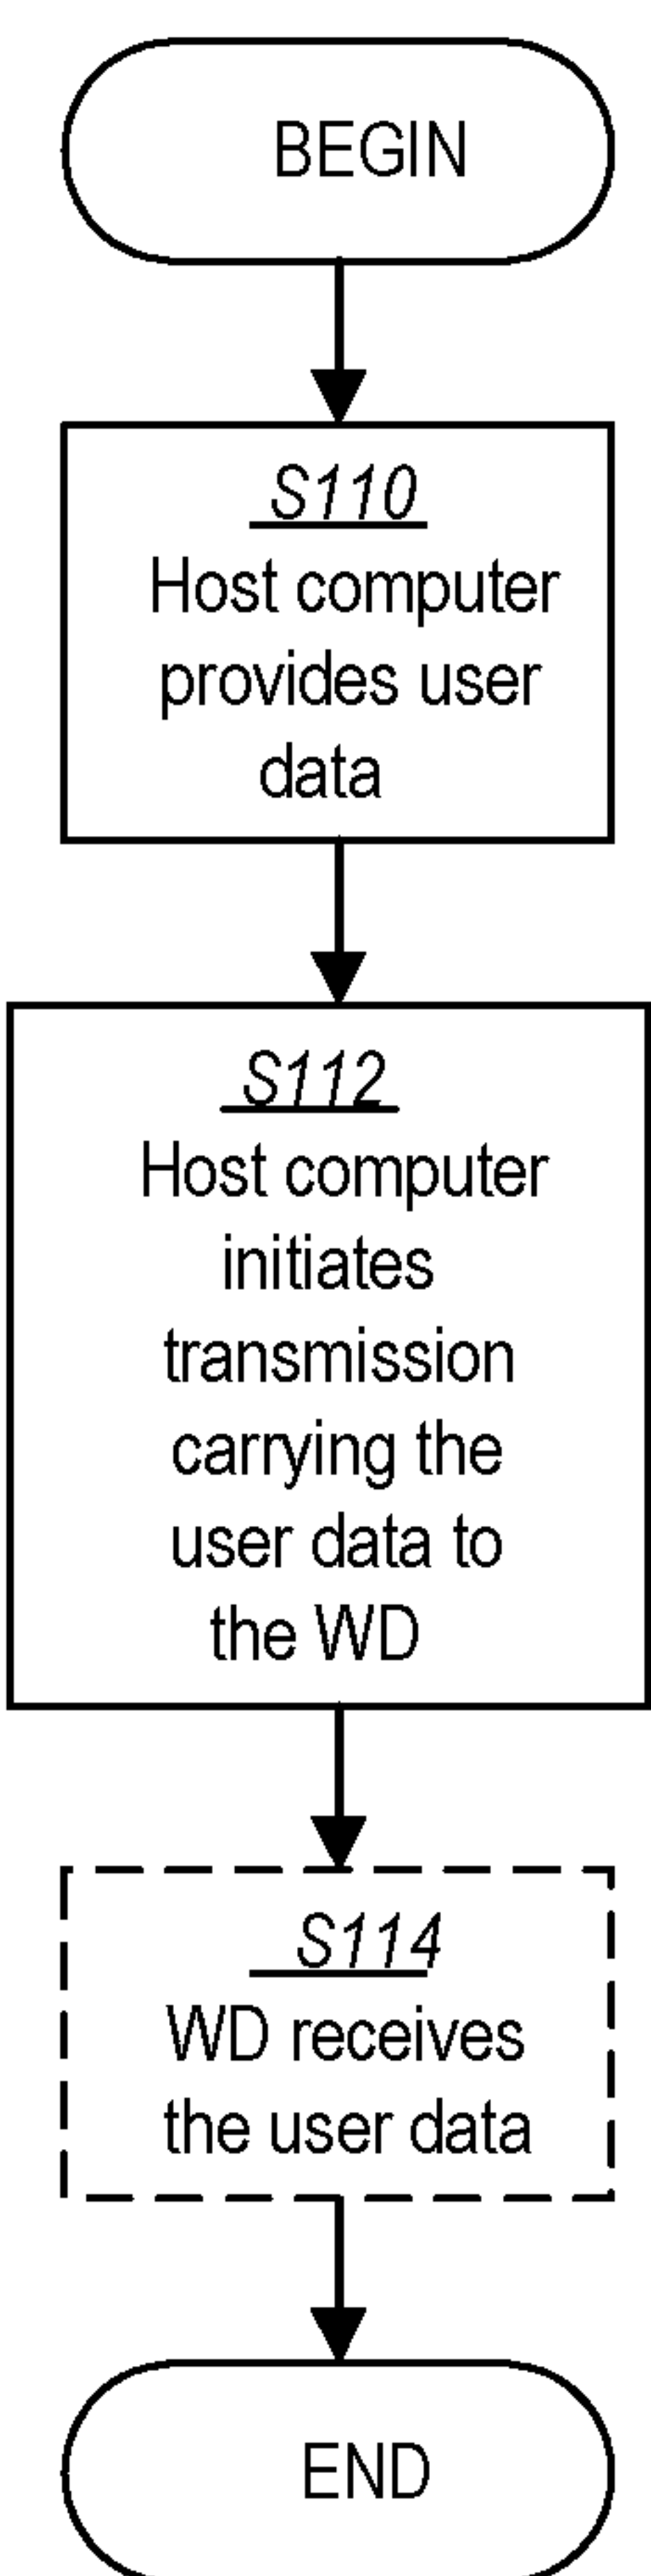 BEGIN
S110
Host computer
provides user
data
S112
Host computer
initiates
transmission
carrying the
user data to
the WD
S114
WD receives
the user data
END